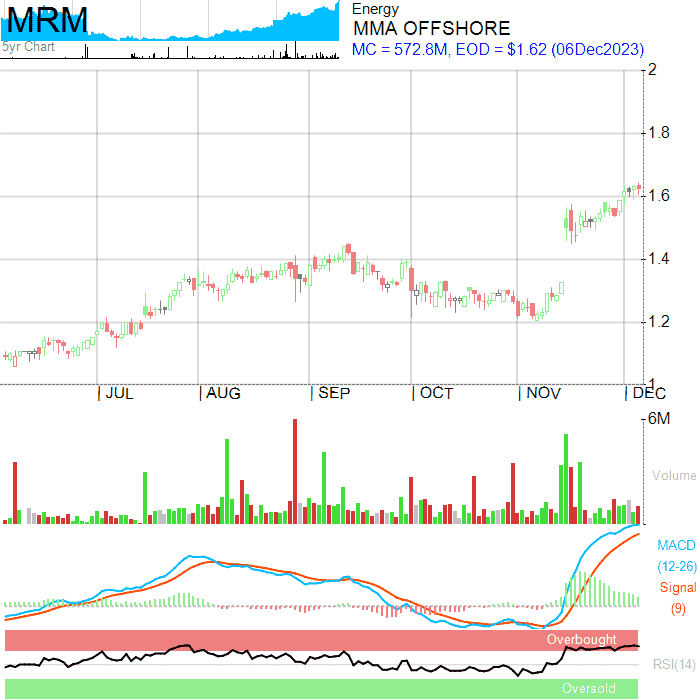 MRM
5yr Chart
Energy
MMA OFFSHORE
MC = 572.8M, EOD = $1.62 (06Dec2023)
2
1.8
1.6
1.4
1.2
1
JUL AUG SEP OCT NOV DEC
6M
Volume
MACD
(12-26)
Signal
(9)
Overbought
RSI(14)
Oversold